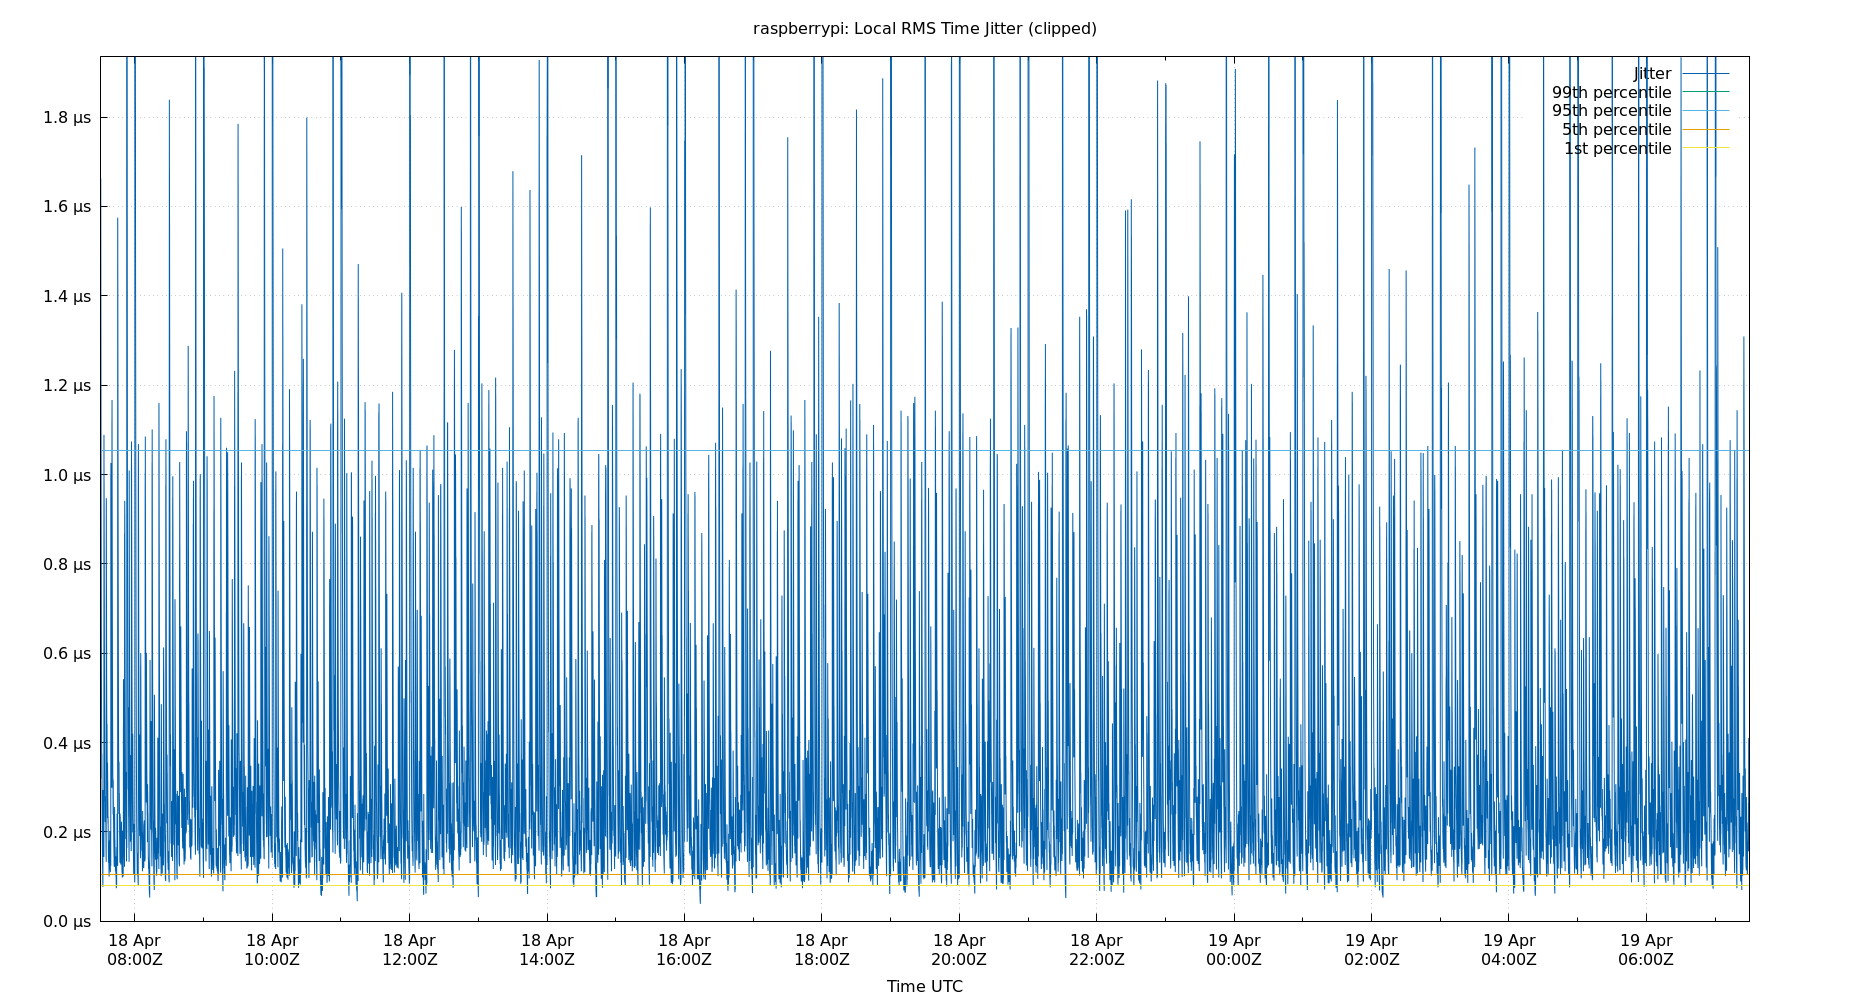 raspberrypi: Local RMS Time Jitter (clipped)
Jitter
99th percentile
95th percentile
5th percentile
1st percentile
1.8 μs
1.6 μs
1.4 μs
1.2 μs
1.0 μs
0.8 μs
0.6 μs
0.4 μs
0.2 μs
0.0 μs
18 Apr 18 Apr 18 Apr 18 Apr 18 Apr 18 Apr 18 Apr 18 Apr 19 Apr 19 Apr 19 Apr 19 Apr
08:00Z 10:00Z 12:00Z 14:00Z 16:00Z 18:00Z 20:00Z 22:00Z 00:00Z 02:00Z 04:00Z 06:00Z
Time UTC